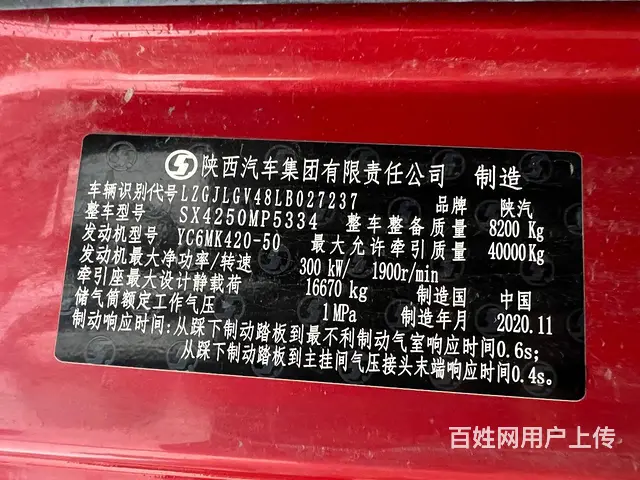 陕西汽车集团有限责任公司 制造
车辆识别代号 LZGJLGV48LB027237 品牌 陕汽
整车型号 SX4250MP5334 整车整备质量 8200 Kg
发动机型号 YC6MK420-50 最大允许牵引质量 40000Kg
发动机最大净功率/转速 300 kW/ 1900r/min
牵引座最大设计静载荷 16670 kg 制造国 中国
储气筒额定工作气压 1 MPa 制造年月 2020.11
制动响应时间:从踩下制动踏板到最不利制动气室响应时间0.6s;
从踩下制动踏板到主挂间气压接头末端响应时间0.4s。
百姓网用户上传